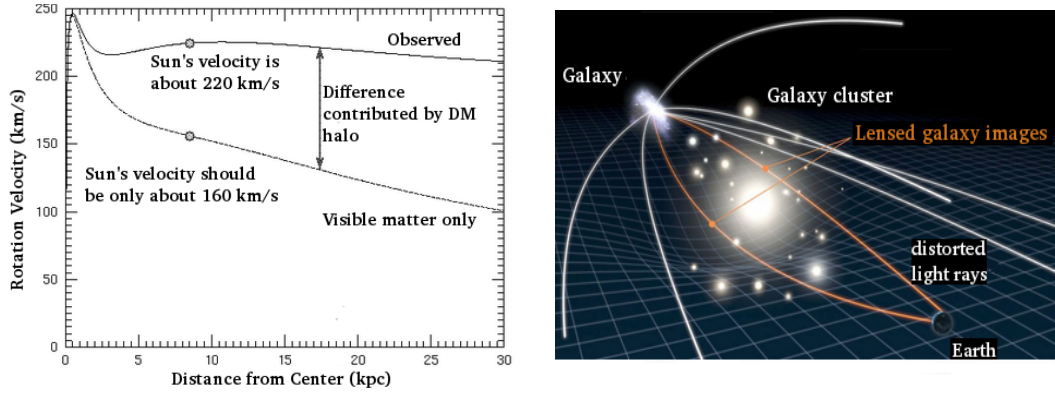 250
200
150
100
50
0
Rotation Velocity (km/s)
Observed
Sun's velocity is
about 220 km/s
Difference
contributed by DM
halo
Sun's velocity should
be only about 160 km/s
Visible matter only
0
5
10
15
20
25
30
Distance from Center (kpc)
Galaxy
Galaxy cluster
Lensed galaxy images
distorted
light rays
Earth